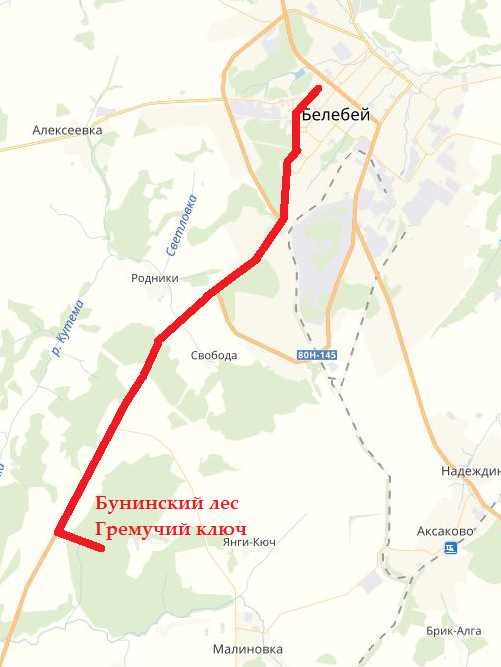 Белебей
Алексеевка
Светловка
Родники
р. Кутема
80Н-145
Свобода
Надеждин
Бунинский лес
Гремучий ключ
Янги-Кюч
Аксаково
Брик-Алга
Малиновка